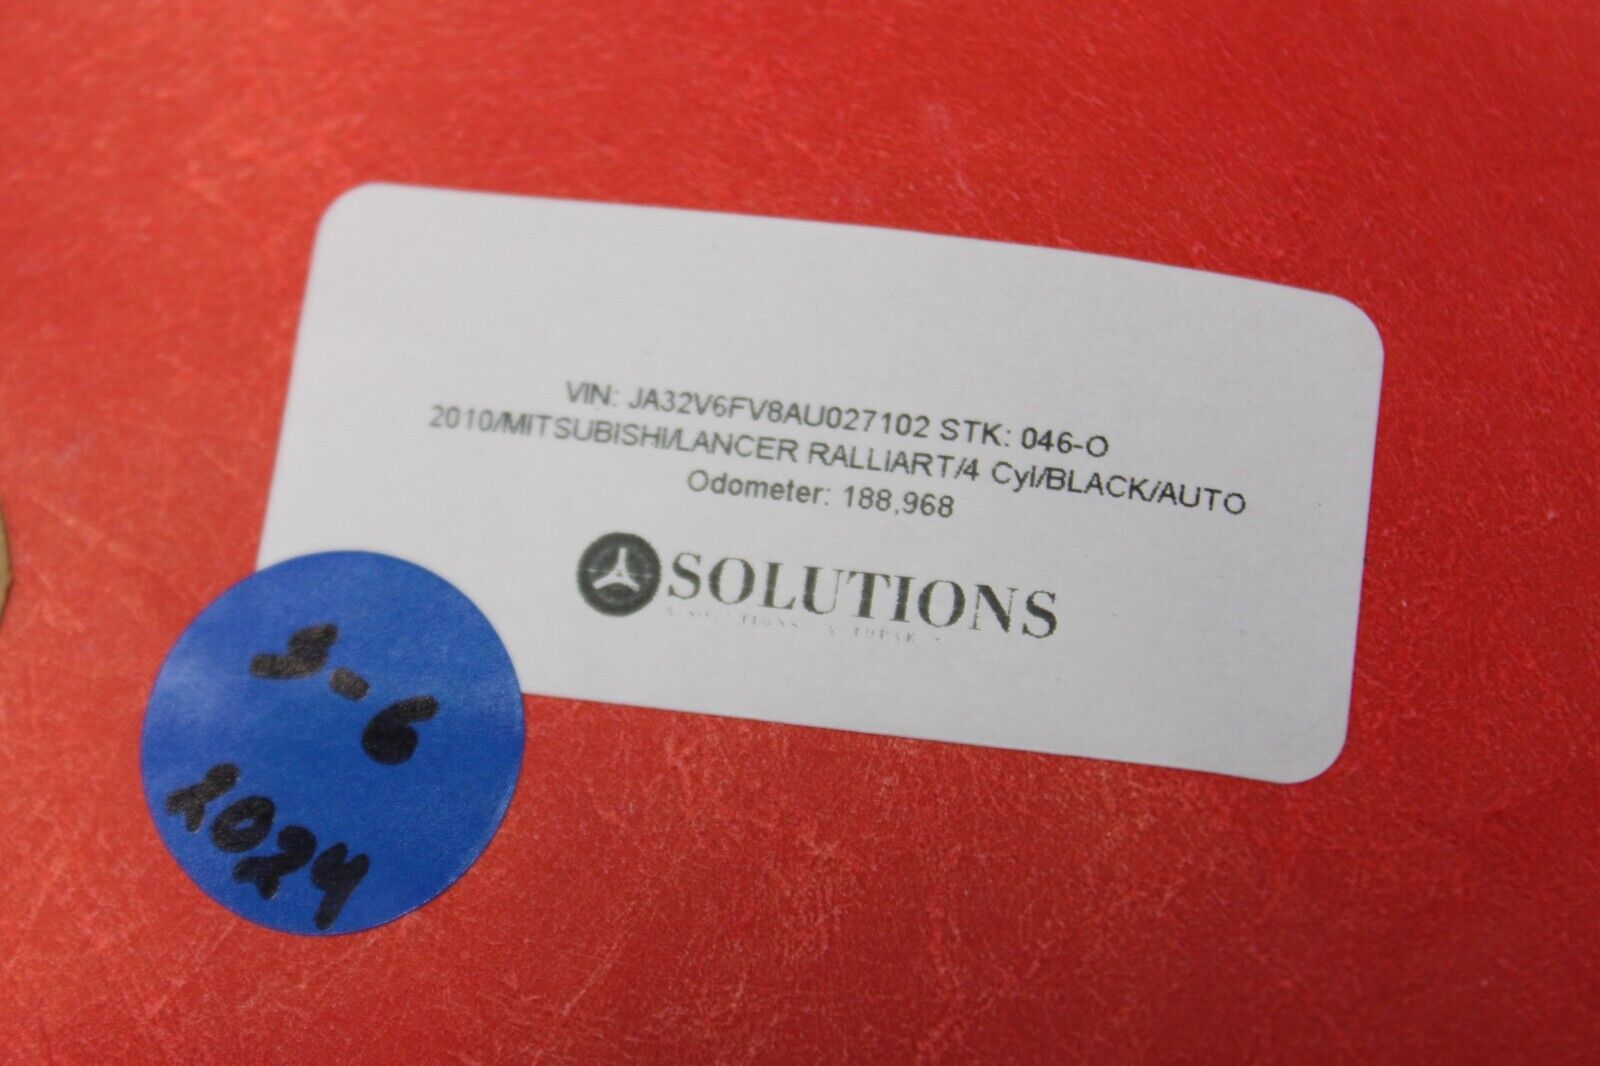 VIN: JA32V6FV8AU027102 STK: 046-O
2010/MITSUBISHI/LANCER RALLIART/4 Cyl/BLACK/AUTO
Odometer: 188,968
SOLUTIONS
3-6
2024